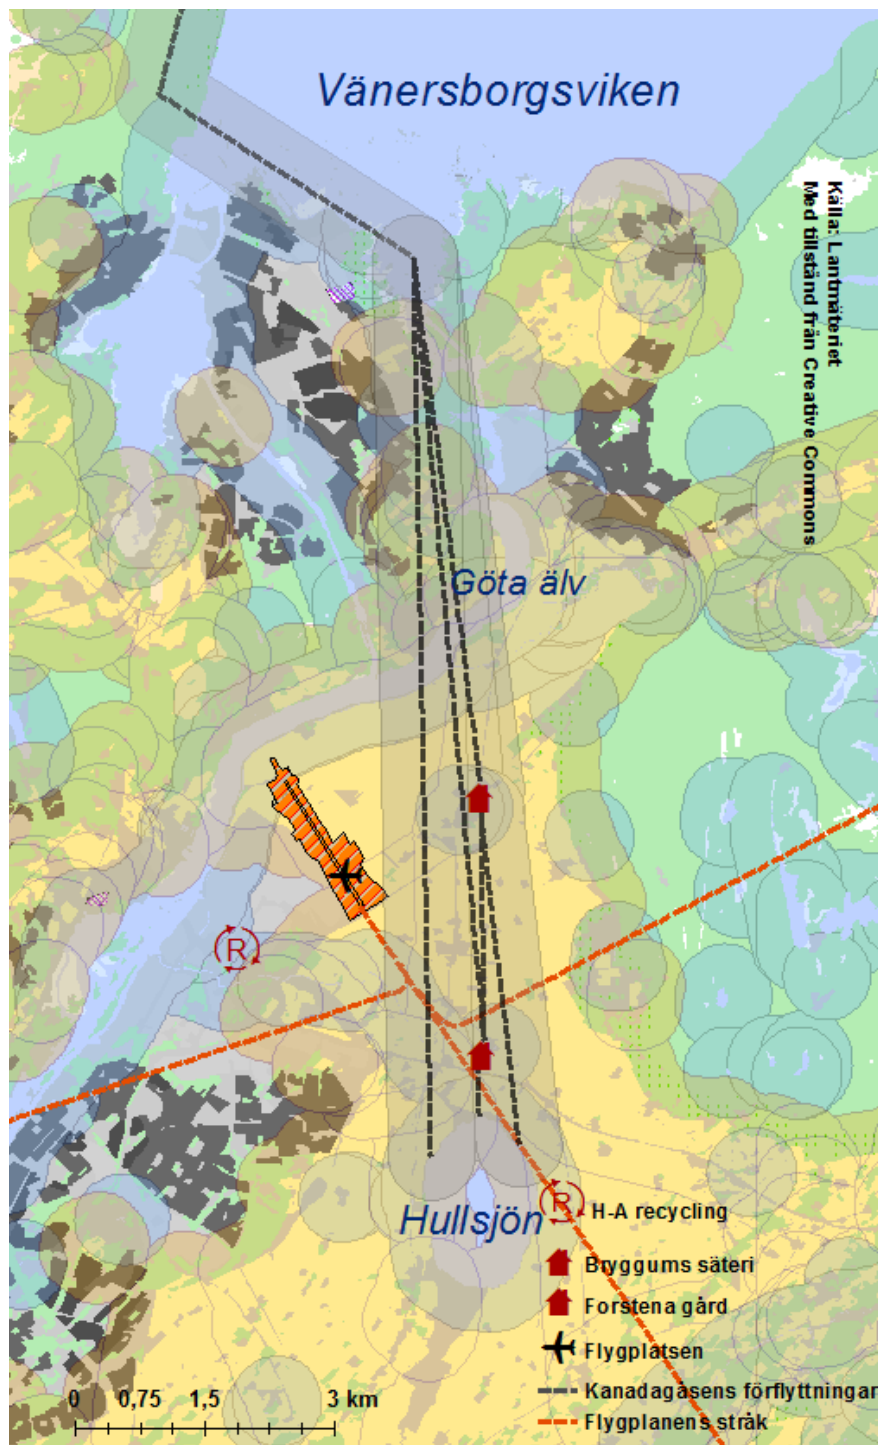 Vänersborgsviken
Källa: Lantmäteriet
Med tillstånd från Creative Commons
Göta älv
R
Hullsjön
R H-A recycling
Bryggums säteri
Forstena gård
Flygplatsen
0 0,75 1,5 3 km
Kanadagåsens förflyttningar
Flygplanens stråk